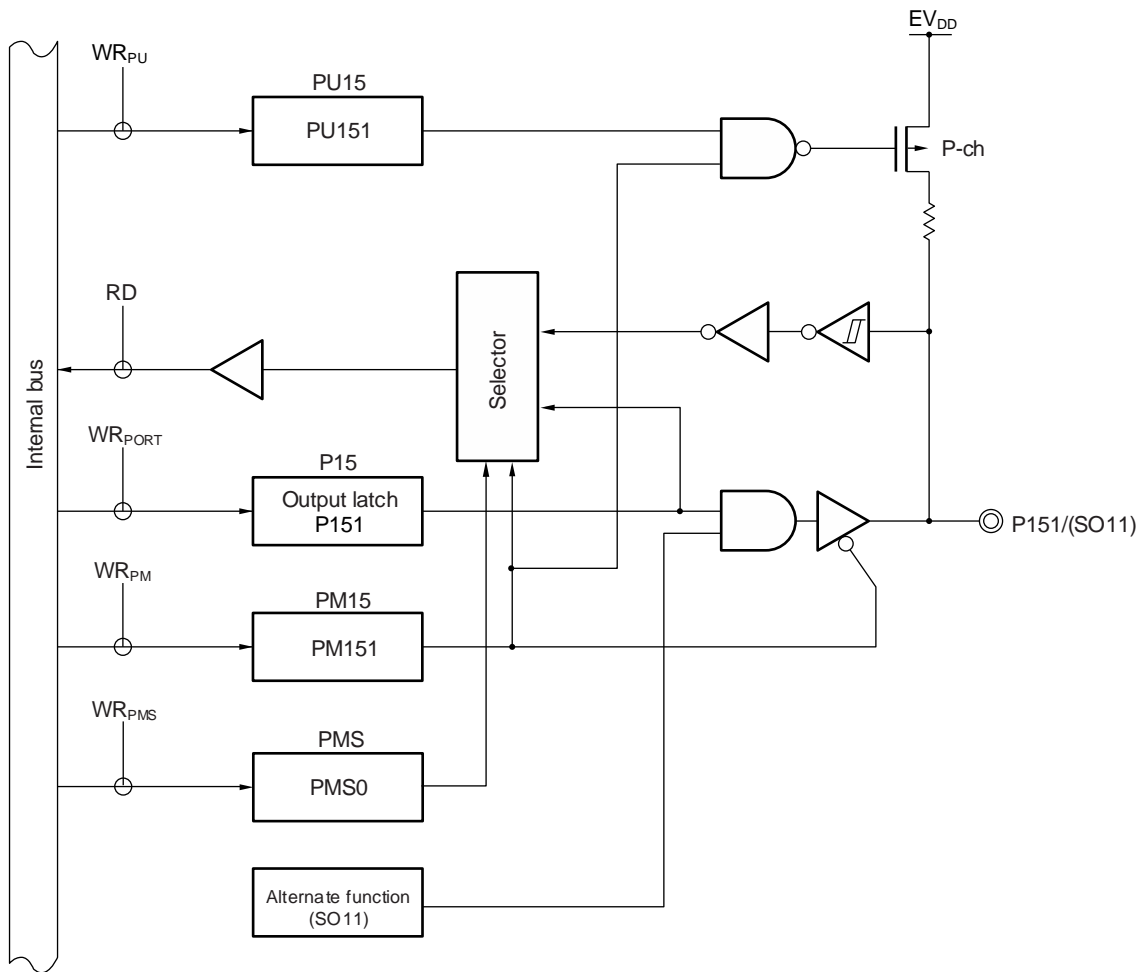 EVDD
WRPU
PU15
PU151
P-ch
RD
Selector
Internal bus
WRPORT
P15
Output latch
P151
P151/(SO11)
WRPM
PM15
PM151
WRPMS
PMS
PMS0
Alternate function
(SO11)